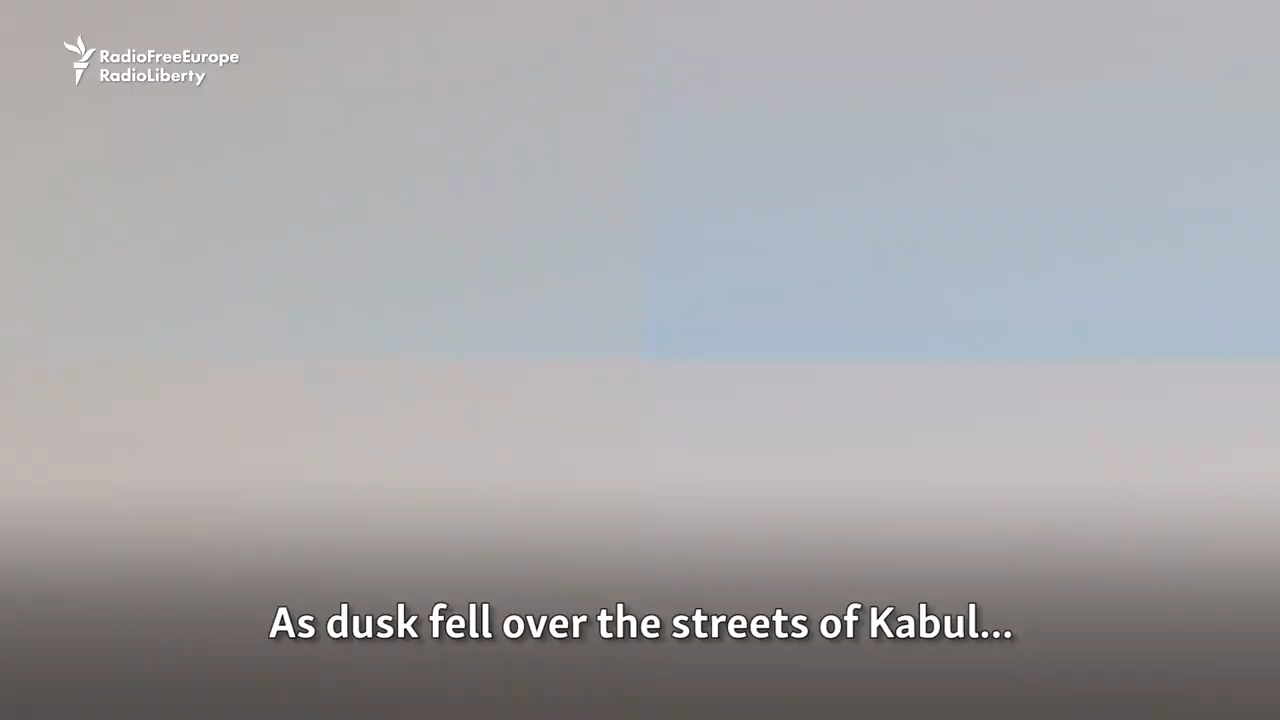 RadioFreeEurope
RadioLiberty
As dusk fell over the streets of Kabul...